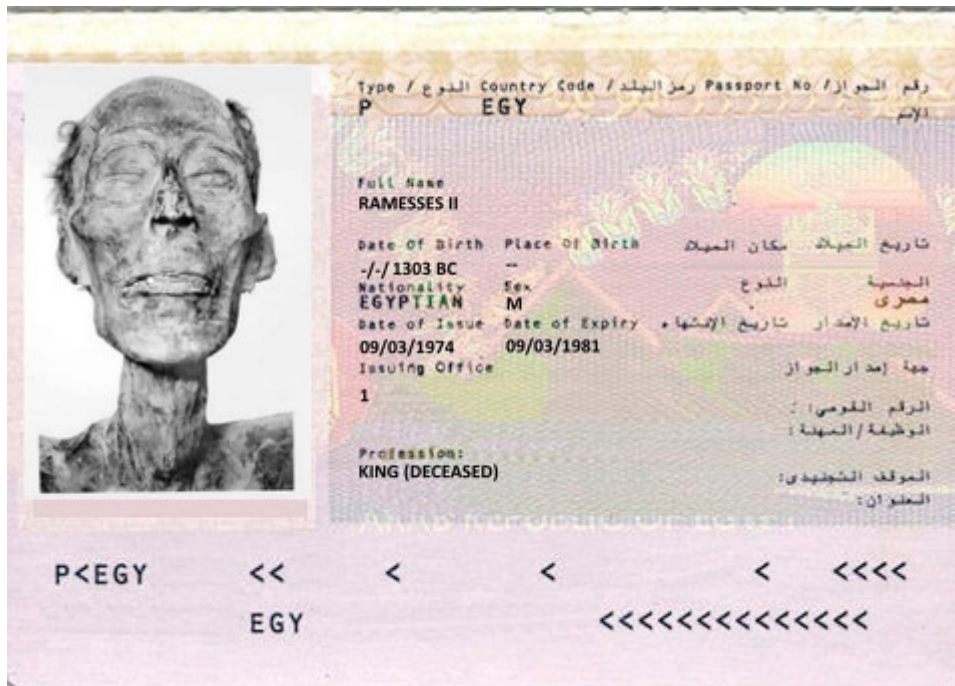 Type / النوع Country Code / رمز البلد Passport No / رقم الجواز
P EGY
الإسم
Full Name
RAMESSES II
Date Of Birth Place Of Birth مكان الميلاد تاريخ الميلاد
-/-/ 1303 BC --
Nationality Sex النوع الجنسية
EGYPTIAN M مصرى
Date of Issue Date of Expiry تاريخ الإنتهاء تاريخ الإصدار
09/03/1974 09/03/1981
Issuing Office جهة إصدار الجواز
1
الرقم القومى:
الوظيفة/المهنة:
Profession:
KING (DECEASED)
الموقف التجنيدى:
العنوان:
P<EGY << < < < <<<<
EGY <<<<<<<<<<<<<<